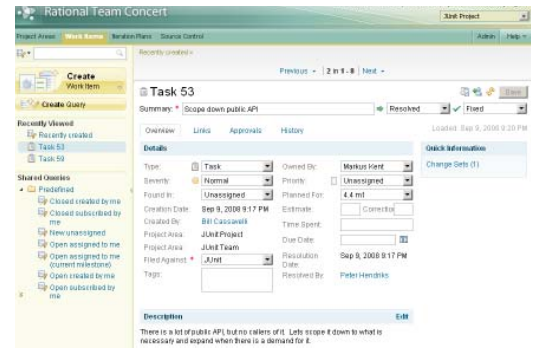 Rational Team Concert
JUnit Project
Project Areas Work Items Iteration Plans Source Control
Admin Help
Recently created »
Previous 2 in 1 - 8 Next
Create
Work Item
Create Query
Recently Viewed
Recently created
Task 53
Task 59
Shared Queries
Predefined
Closed created by me
Closed subscribed by
me
New unassigned
Open assigned to me
Open assigned to me
(current milestone)
Open created by me
Open subscribed by
me
Task 53
Save
Summary: * Scope down public API
Resolved
Fixed
Overview Links Approvals History
Loaded: Sep 9, 2008 9:20 PM
Details
Quick Information
Type: Task
Owned By: Markus Kent
Change Sets (1)
Severity: Normal
Priority: Unassigned
Found In: Unassigned
Planned For: 4.4 m1
Creation Date: Sep 9, 2008 9:17 PM
Estimate: Correction
Created By: Bill Cassavelli
Time Spent:
Project Area: JUnit Project
Due Date:
Project Area: JUnit Team
Filed Against: * JUnit
Resolution
Date:
Sep 9, 2008 9:17 PM
Tags:
Resolved By: Peter Hendriks
Description
Edit
There is a lot of public API, but no callers of it. Lets scope it down to what is
necessary and expand when there is a demand for it.